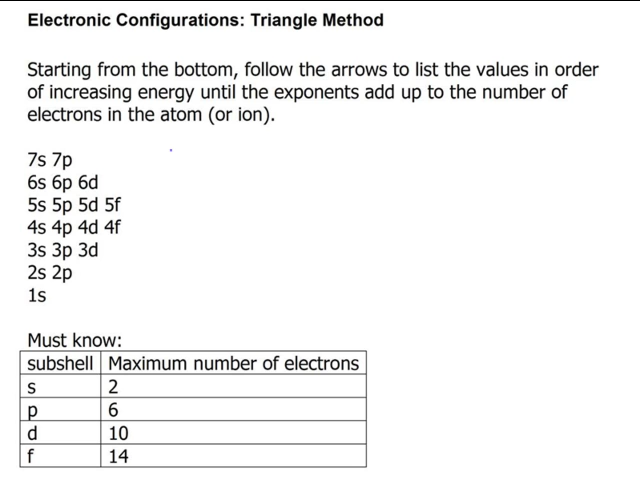 Electronic Configurations: Triangle Method
Starting from the bottom, follow the arrows to list the values in order
of increasing energy until the exponents add up to the number of
electrons in the atom (or ion).
7s 7p
6s 6p 6d
5s 5p 5d 5f
4s 4p 4d 4f
3s 3p 3d
2s 2p
1s
Must know:
subshell Maximum number of electrons
s 2
p 6
d 10
f 14